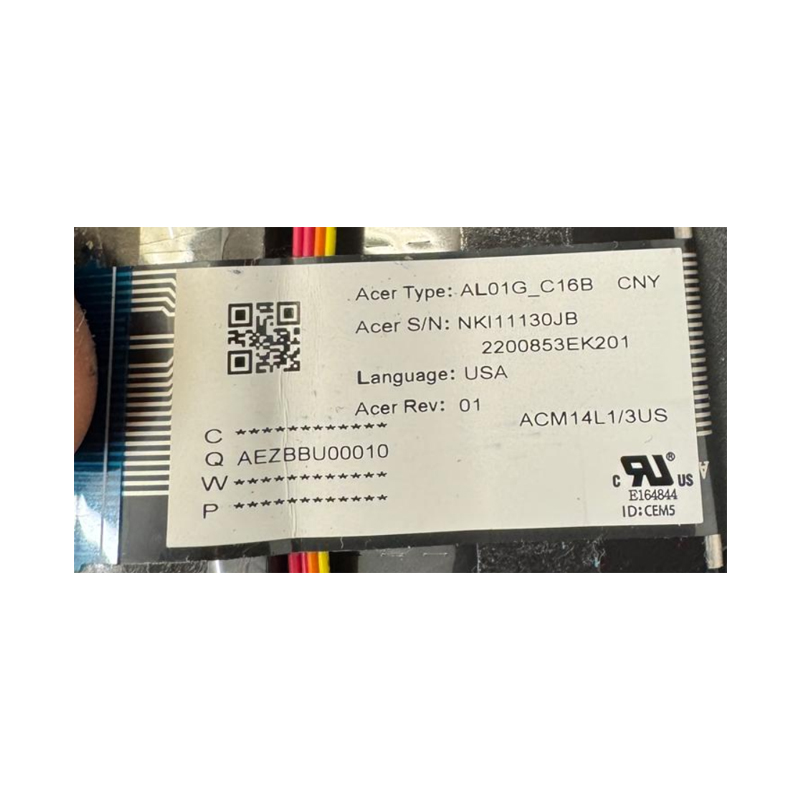 Acer Type: AL01G_C16B CNY
Acer S/N: NKI11130JB
2200853EK201
Language: USA
Acer Rev: 01
ACM14L1/3US
C ************
Q AEZBBU00010
W ************
P ************
C RU® US
E164844
ID:CEM5